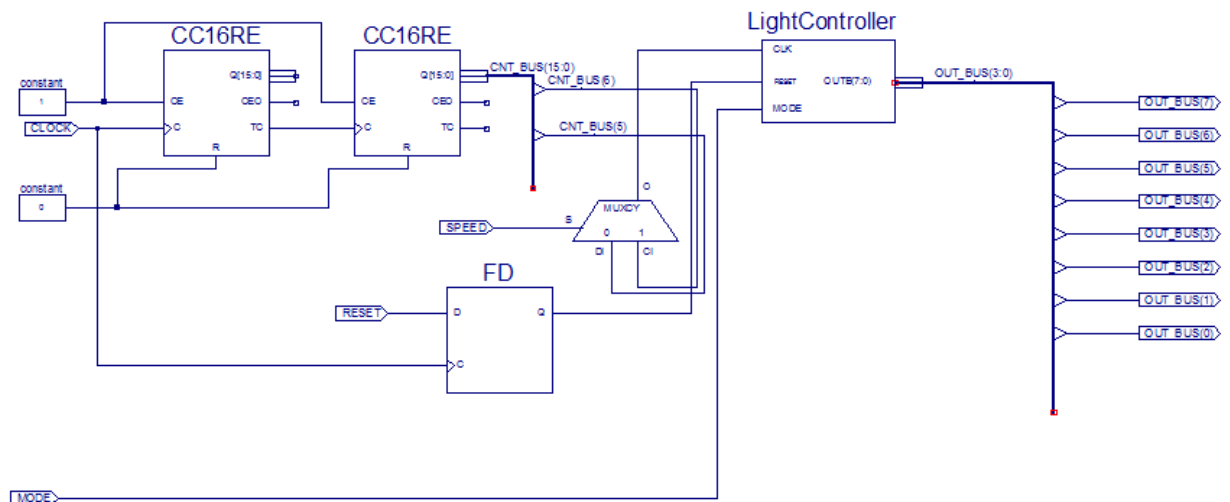 LightController
CC16RE
CC16RE
CLK
Q[15:0]
Q[15:0]
CNT_BUS(15:0)
OUT_BUS(3:0)
constant
CNT_BUS(6)
RESET
OUTB(7:0)
1
CE
CEO
CE
CEO
MODE
OUT_BUS(7)
CLOCK
C
TC
C
TC
CNT_BUS(5)
OUT_BUS(6)
R
R
OUT_BUS(5)
constant
0
O
OUT_BUS(4)
MUXCY
SPEED
S
0
1
OUT_BUS(3)
DI
CI
FD
OUT_BUS(2)
RESET
D
Q
OUT_BUS(1)
OUT_BUS(0)
C
MODE